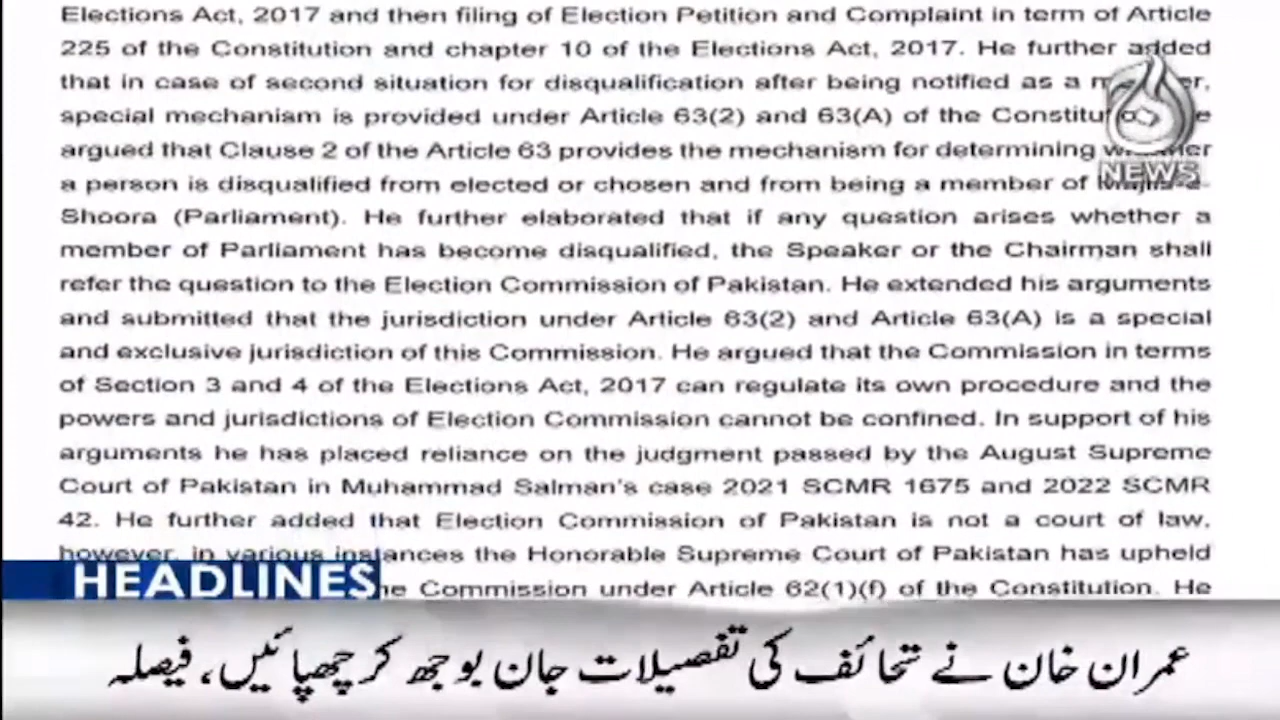 Elections Act, 2017 and then filing of Election Petition and Complaint in term of Article
225 of the Constitution and chapter 10 of the Elections Act, 2017. He further added
that in case of second situation for disqualification after being notified as a
special mechanism is provided under Article 63(2) and 63(A) of the
argued that Clause 2 of the Article 63 provides the mechanism for determining
a person is disqualified from elected or chosen and from being a member of
NEWS
Shoora (Parliament). He further elaborated that if any question arises whether a
member of Parliament has become disqualified, the Speaker or the Chairman shall
refer the question to the Election Commission of Pakistan. He extended his arguments
and submitted that the jurisdiction under Article 63(2) and Article 63(A) is a special
and exclusive jurisdiction of this Commission. He argued that the Commission in terms
of Section 3 and 4 of the Elections Act, 2017 can regulate its own procedure and the
powers and jurisdictions of Election Commission cannot be confined. In support of his
arguments he has placed reliance on the judgment passed by the August Supreme
Court of Pakistan in Muhammad Salman's case 2021 SCMR 1675 and 2022 SCMR
42. He further added that Election Commission of Pakistan is not a court of law,
however, in various instances the Honorable Supreme Court of Pakistan has upheld
Commission under Article 62(1)(f) of the Constitution. He
HEADLINES
عمران خان نے تحائف کی تفصیلات جان بوجھ کر چھپائیں، فیصلہ